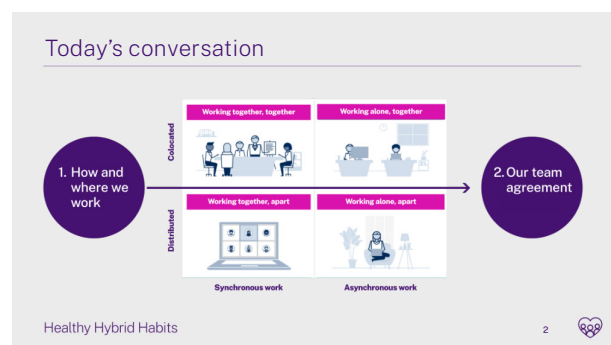 Today's conversation
1. How and
where we
work
Colocated
Working together, together
Working alone, together
Distributed
Working together, apart
Working alone, apart
Synchronous work
Asynchronous work
2. Our team
agreement
Healthy Hybrid Habits
2